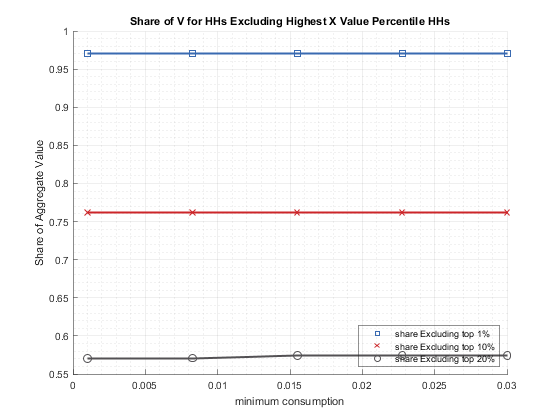 Share of V for HHs Excluding Highest X Value Percentile HHs
1
0.95
0.9
0.85
0.8
0.75
0.7
0.65
0.6
0.55
Share of Aggregate Value
share Excluding top 1%
share Excluding top 10%
share Excluding top 20%
0
0.005
0.01
0.015
0.02
0.025
0.03
minimum consumption